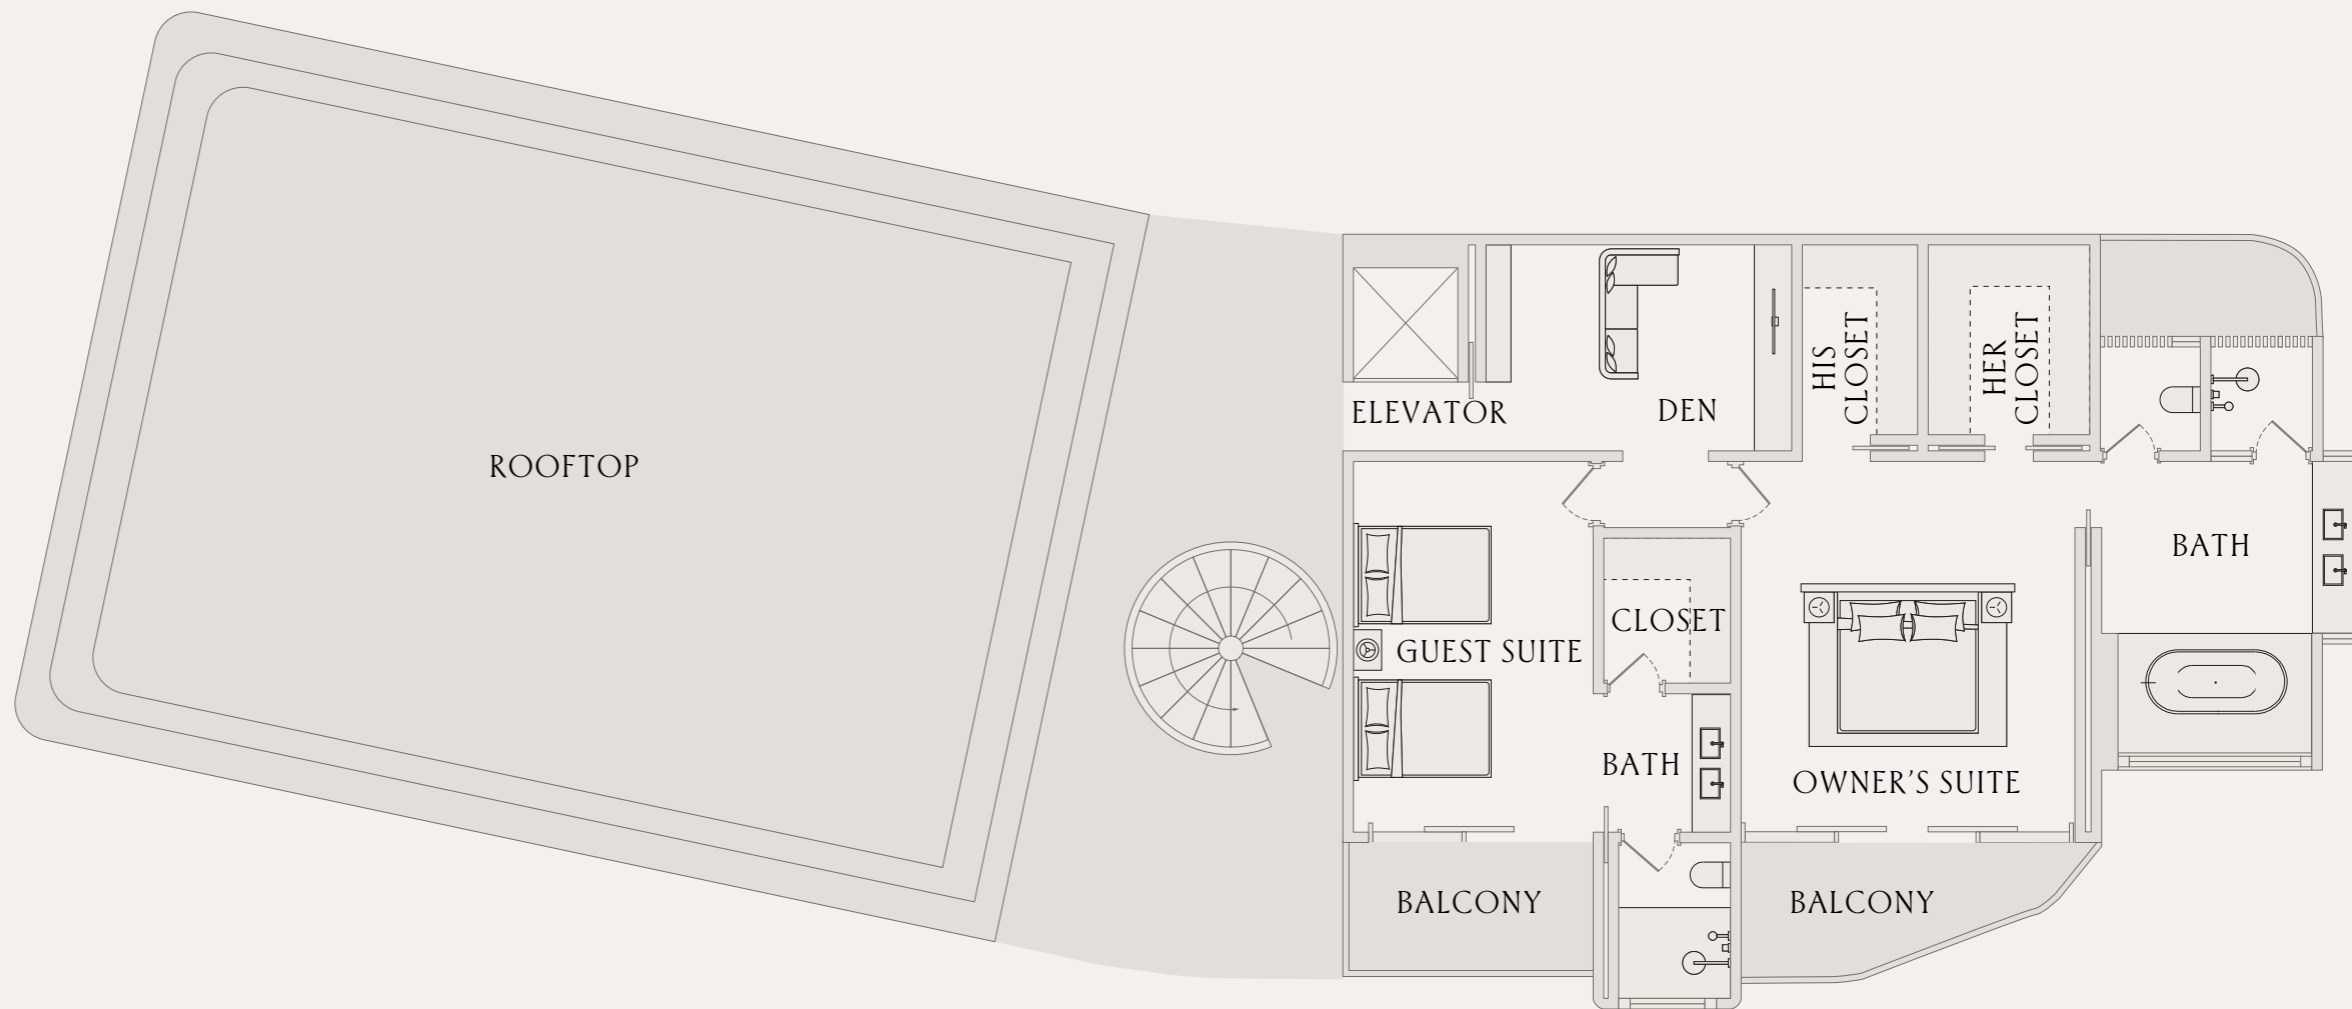 ROOFTOP
ELEVATOR
DEN
HIS
CLOSET
HER
CLOSET
BATH
CLOSET
GUEST SUITE
BATH
OWNER'S SUITE
BALCONY
BALCONY